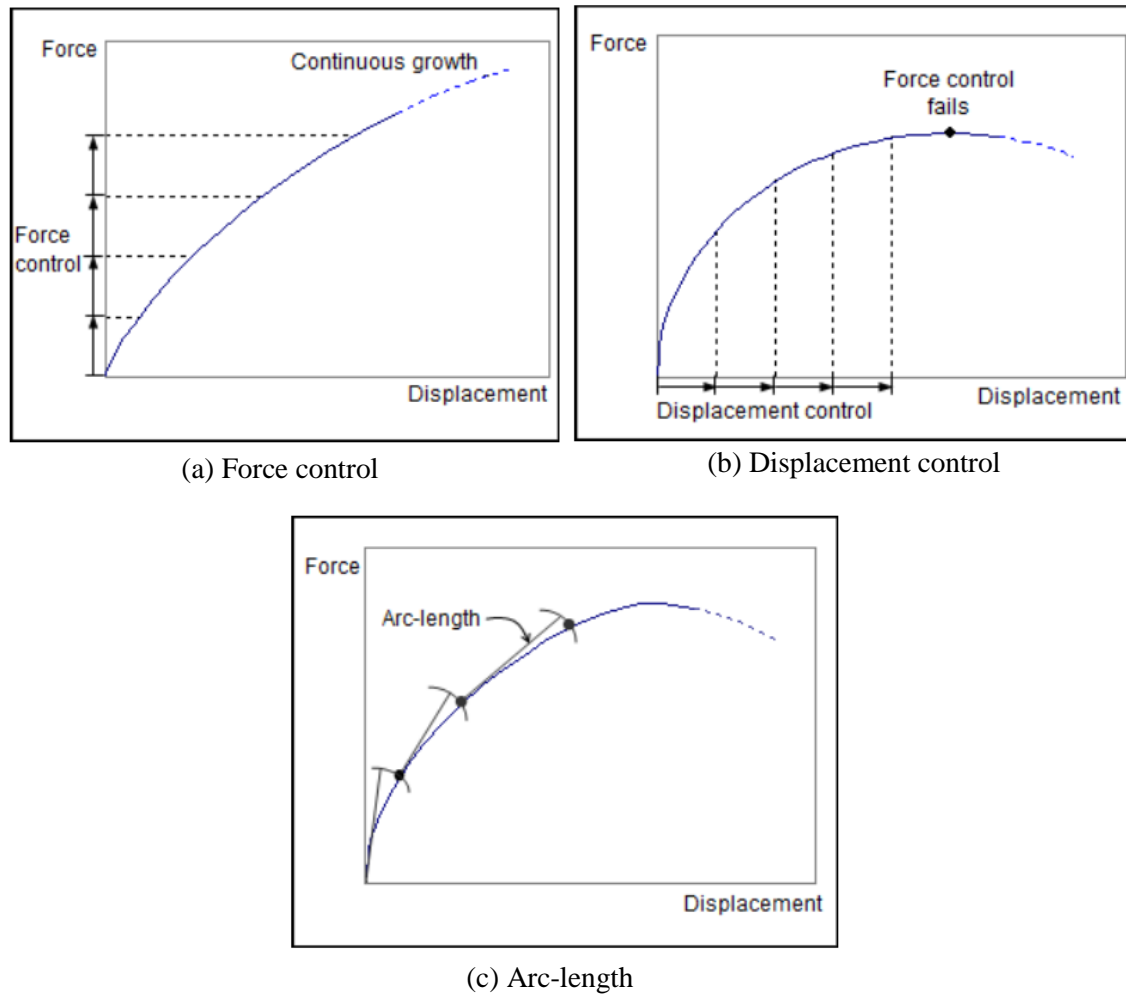 Force
Continuous growth
Force
control
Displacement
(a) Force control
Force
Force control
fails
Displacement control
Displacement
(b) Displacement control
Force
Arc-length
Displacement
(c) Arc-length